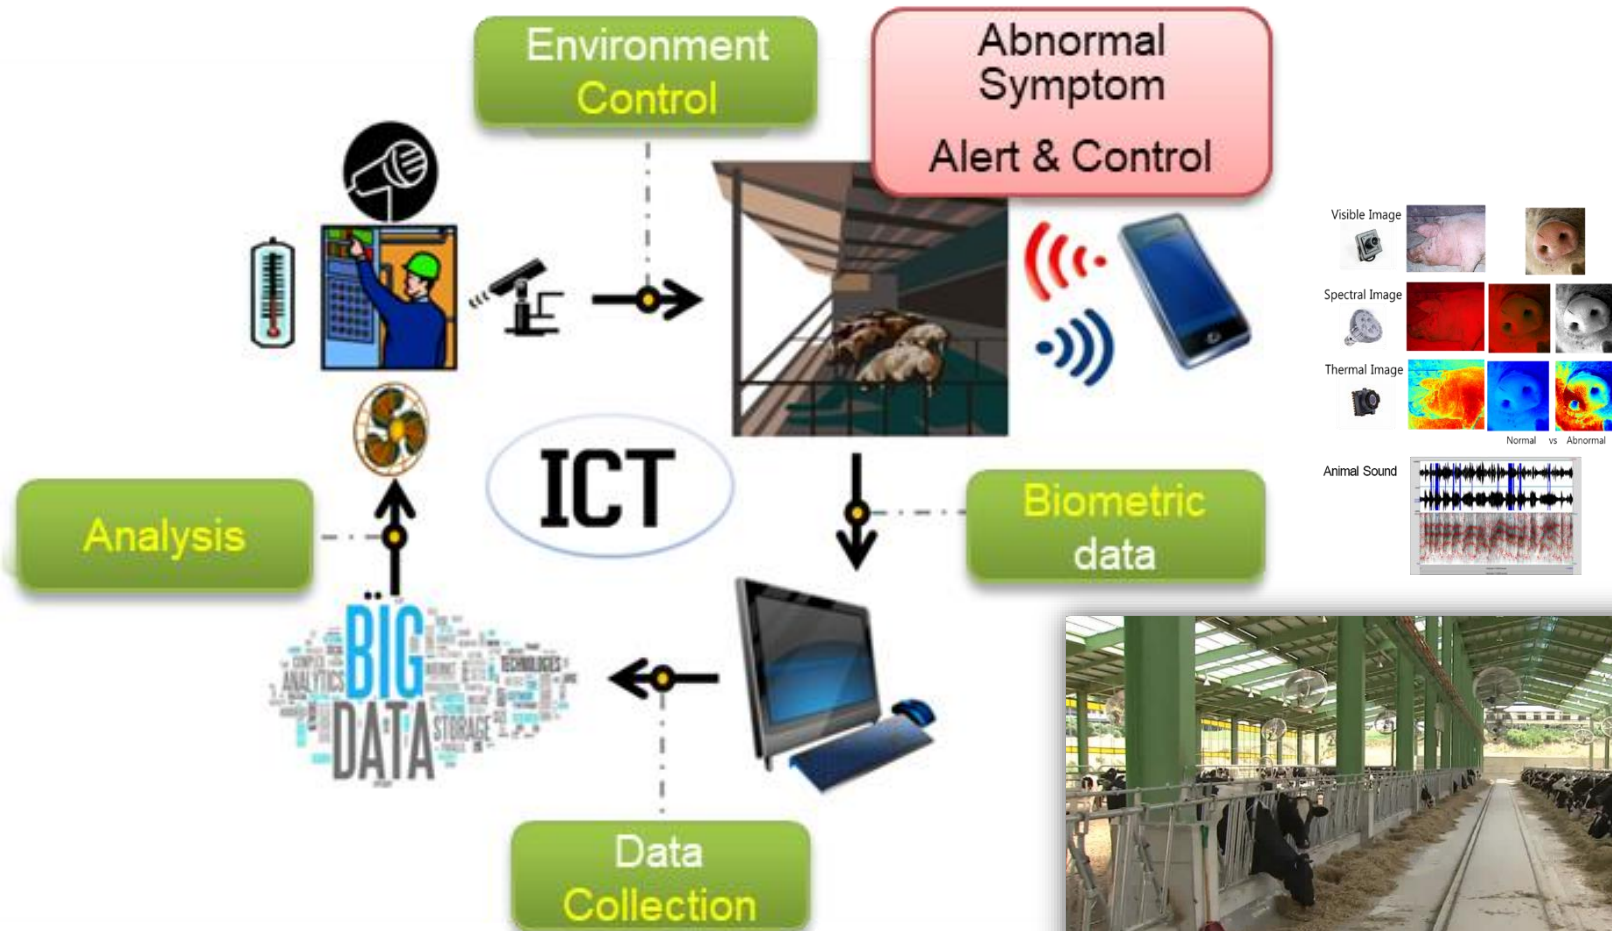 Environment
Control
Abnormal
Symptom
Alert & Control
Visible Image
Spectral Image
Thermal Image
Normal vs Abnormal
Animal Sound
ICT
Analysis
Biometric
data
BIG
DATA
COMPLEX
ANALYTICS
TECHNOLOGIES
STORAGE
Data
Collection